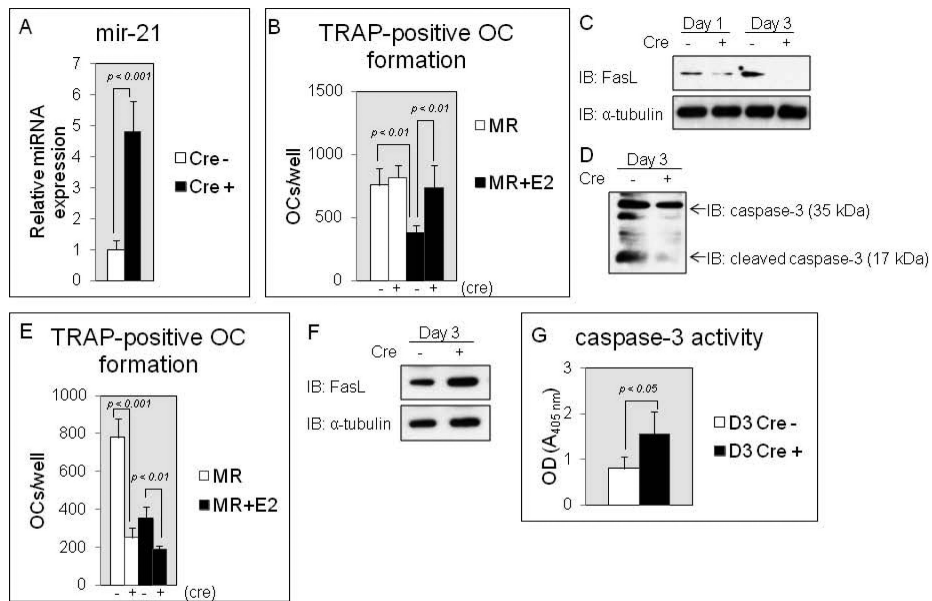 A
mir-21
Relative miRNA
expression
7
6
5
4
3
2
1
0
p < 0.001
Cre -
Cre +
B
TRAP-positive OC
formation
OCs/well
1500
1000
500
0
p < 0.01
p < 0.01
- + - + (cre)
MR
MR+E2
C
Day 1 Day 3
Cre - + - +
IB: FasL
IB: α-tubulin
D
Day 3
Cre - +
←IB: caspase-3 (35 kDa)
←IB: cleaved caspase-3 (17 kDa)
E
TRAP-positive OC
formation
OCs/well
1000
800
600
400
200
0
p < 0.001
p < 0.01
- + - + (cre)
MR
MR+E2
F
Day 3
Cre - +
IB: FasL
IB: α-tubulin
G
caspase-3 activity
OD (A405 nm)
3
2
1
0
p < 0.05
D3 Cre -
D3 Cre +